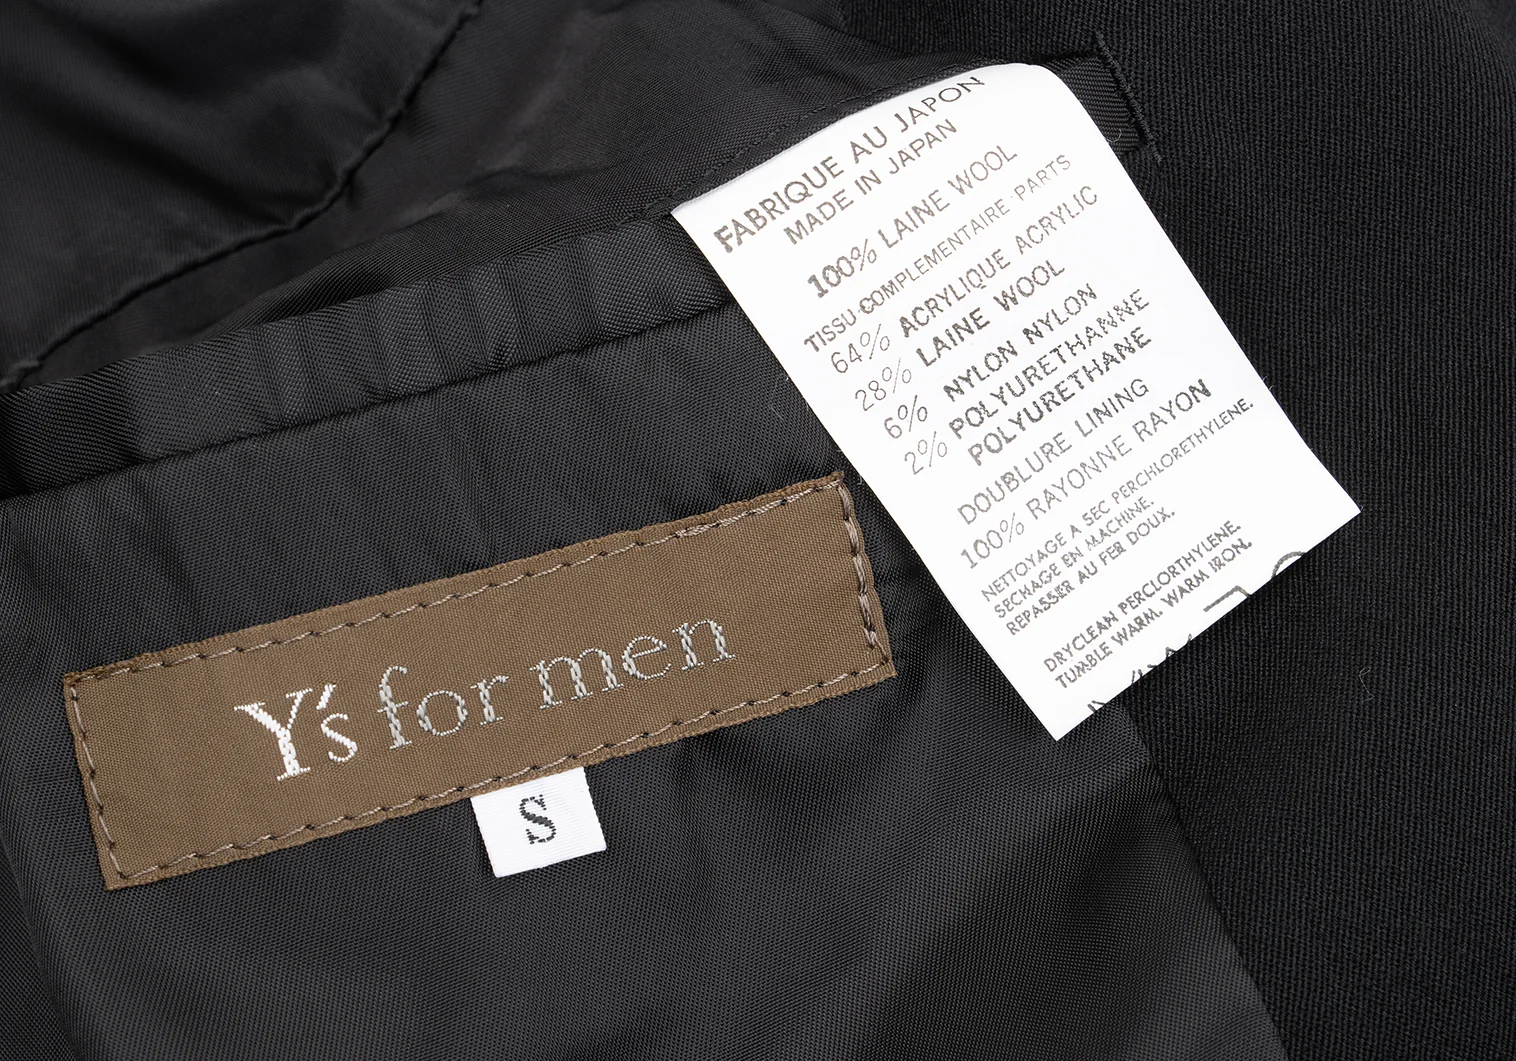 FABRIQUE AU JAPON
MADE IN JAPAN
100% LAINE WOOL
TISSU COMPLEMENTAIRE PARTS
64% ACRYLIQUE ACRYLIC
28% LAINE WOOL
6% NYLON NYLON
2% POLYURETHANNE
POLYURETHANE
DOUBLURE LINING
100% RAYONNE RAYON
NETTOYAGE A SEC PERCHLORETHYLENE.
SECHAGE EN MACHINE.
REPASSER AU FER DOUX.
DRYCLEAN PERCLORTHYLENE.
TUMBLE WARM. WARM IRON.
Y's for men
S